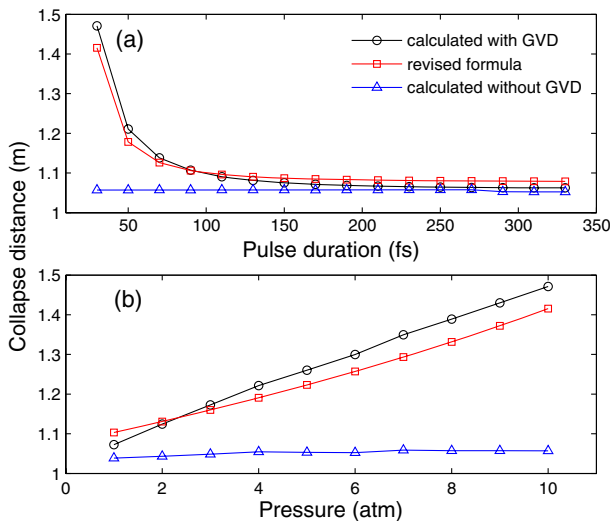 (a)
calculated with GVD
revised formula
calculated without GVD
1.5
1.4
1.3
1.2
1.1
1
50 100 150 200 250 300 350
Pulse duration (fs)
Collapse distance (m)
(b)
1.5
1.4
1.3
1.2
1.1
1
0 2 4 6 8 10
Pressure (atm)